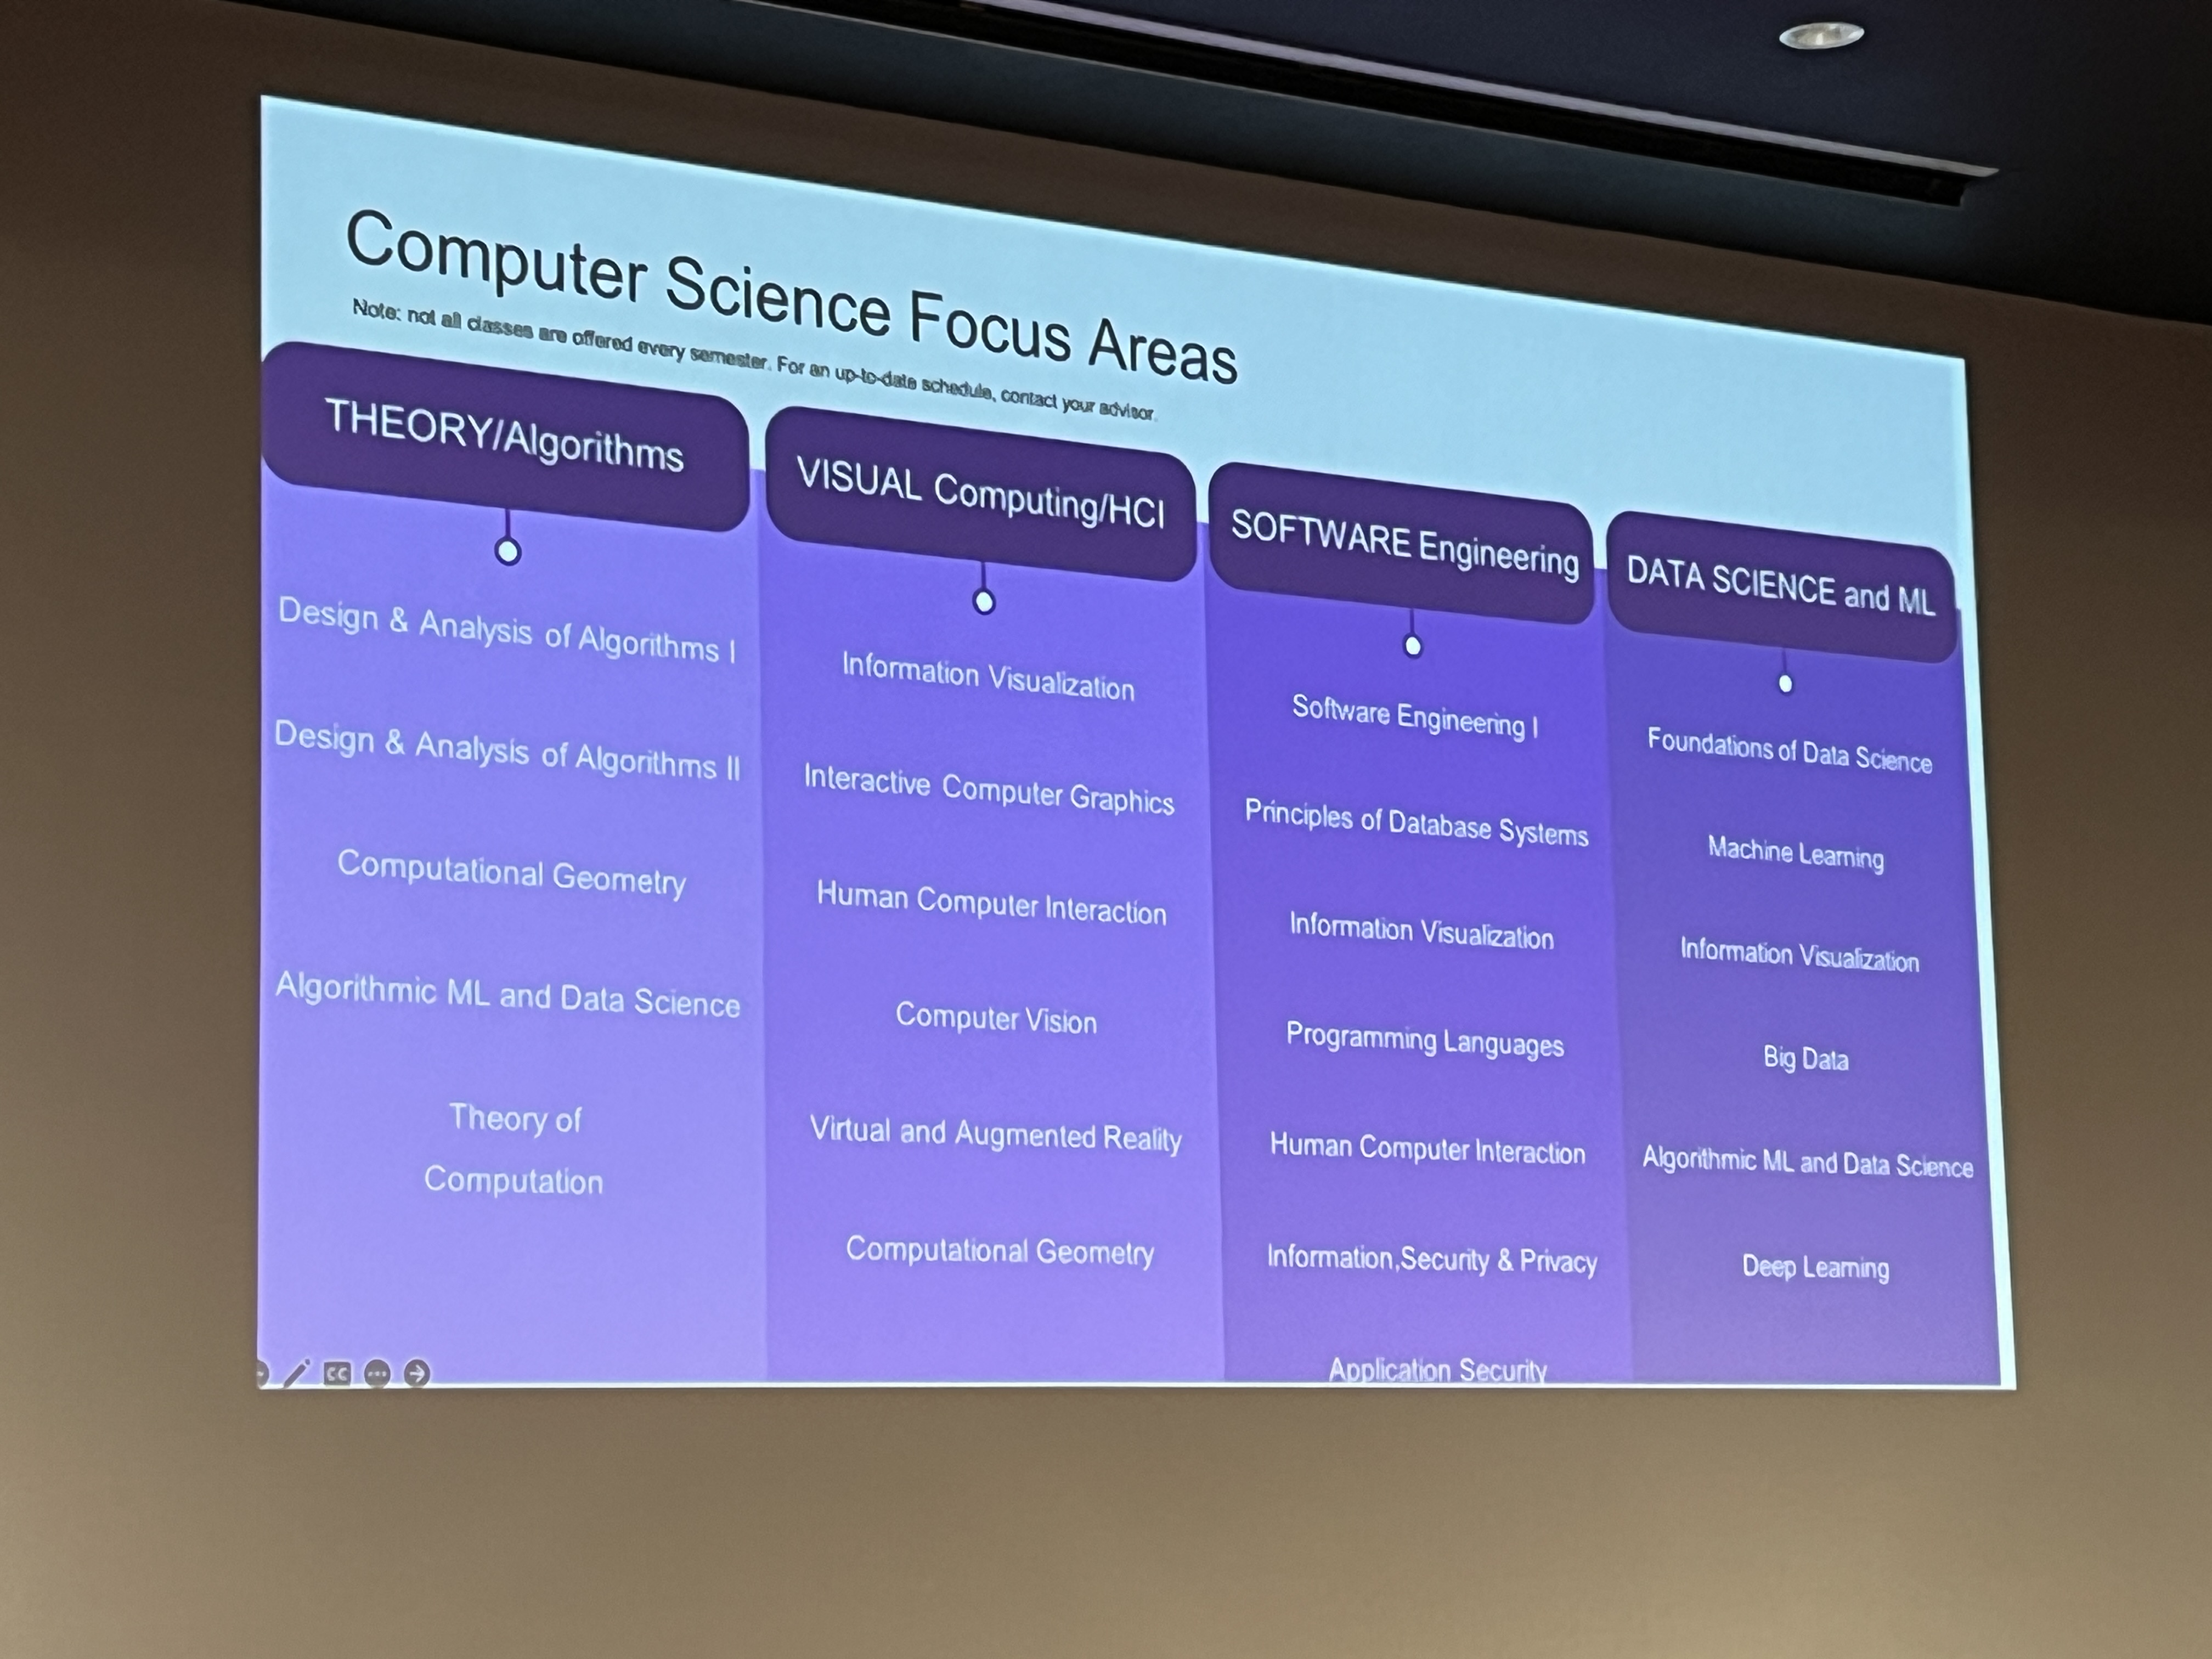 Computer Science Focus Areas
Note: not all classes are offered every semester. For an up-to-date schedule, contact your advisor.
THEORY/Algorithms
Design & Analysis of Algorithms I
Design & Analysis of Algorithms II
Computational Geometry
Algorithmic ML and Data Science
Theory of
Computation
VISUAL Computing/HCI
Information Visualization
Interactive Computer Graphics
Human Computer Interaction
Computer Vision
Virtual and Augmented Reality
Computational Geometry
SOFTWARE Engineering
Software Engineering I
Principles of Database Systems
Information Visualization
Programming Languages
Human Computer Interaction
Information,Security & Privacy
Application Security
DATA SCIENCE and ML
Foundations of Data Science
Machine Learning
Information Visualization
Big Data
Algorithmic ML and Data Science
Deep Learning
CC